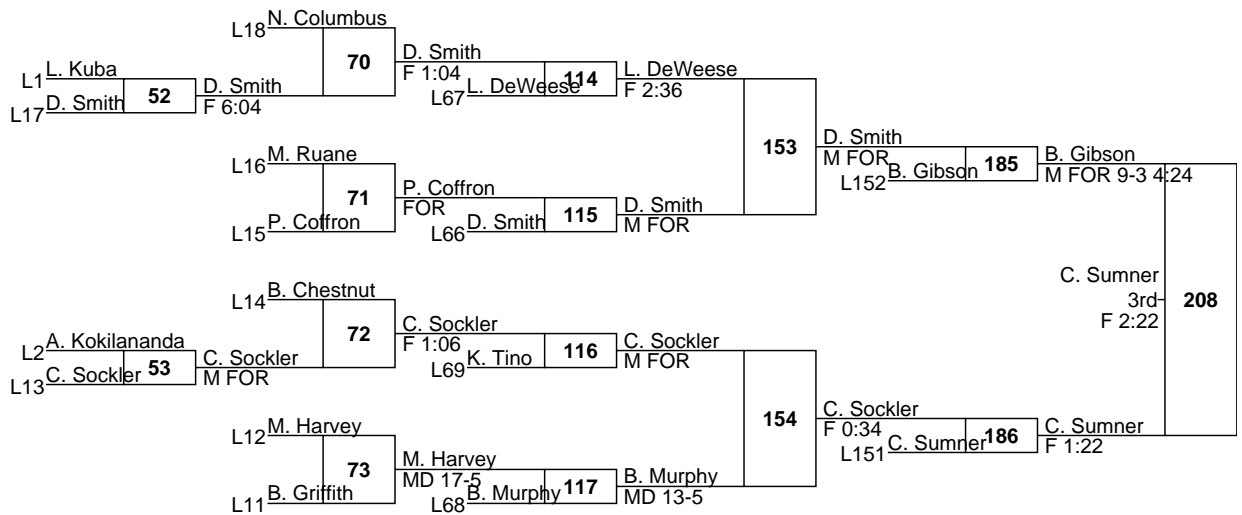 L18 N. Columbus
70
D. Smith
F 1:04
L1 L. Kuba
52
D. Smith
F 6:04
L17 D. Smith
114
L67 L. DeWeese
L. DeWeese
F 2:36
153
D. Smith
M FOR
L16 M. Ruane
71
P. Coffron
FOR
L15 P. Coffron
115
L66 D. Smith
D. Smith
M FOR
L152 B. Gibson
185
B. Gibson
M FOR 9-3 4:24
C. Sumner
3rd
F 2:22
208
L14 B. Chestnut
72
C. Sockler
F 1:06
L2 A. Kokilananda
53
C. Sockler
M FOR
L13 C. Sockler
116
L69 K. Tino
C. Sockler
M FOR
154
C. Sockler
F 0:34
L151 C. Sumner
186
C. Sumner
F 1:22
L12 M. Harvey
73
M. Harvey
MD 17-5
L11 B. Griffith
117
L68 B. Murphy
B. Murphy
MD 13-5